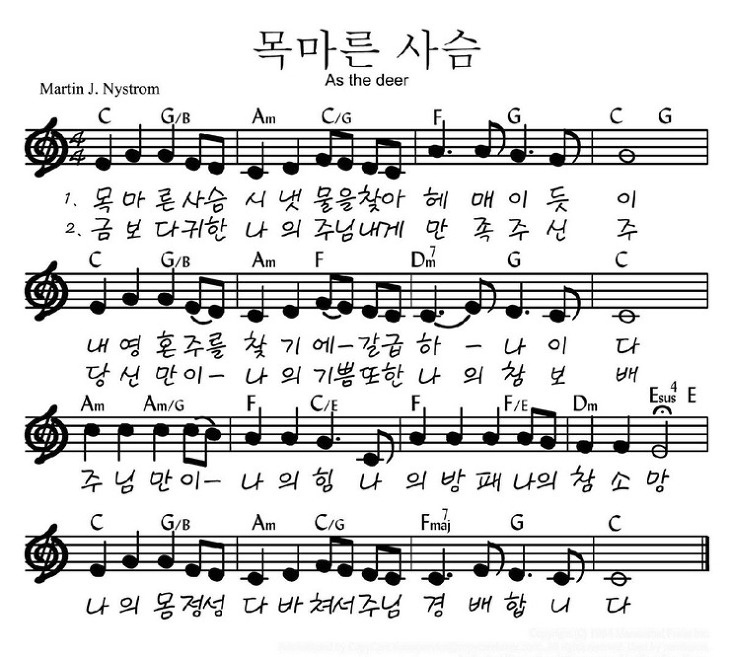 목마른 사슴
As the deer
Martin J. Nystrom
C G/B Am C/G F G C G
4/4
1. 목 마 른 사슴 시 냇 물을찾아 헤 매 이 듯 이
2. 금 보 다귀한 나 의 주님내게 만 족 주 신 주
C G/B Am F Dm7 G C
내 영 혼 주를 찾 기 에-갈급 하 - 나 이 다
당 신 만 이- 나 의 기쁨또한 나 의 참 보 배
Am Am/G F C/E F F/E Dm Esus4 E
주 님 만 이- 나 의 힘 나 의 방 패 나의 참 소 망
C G/B Am C/G Fmaj7 G C
나 의 몸 정성 다 바 쳐서주님 경 배 합 니 다